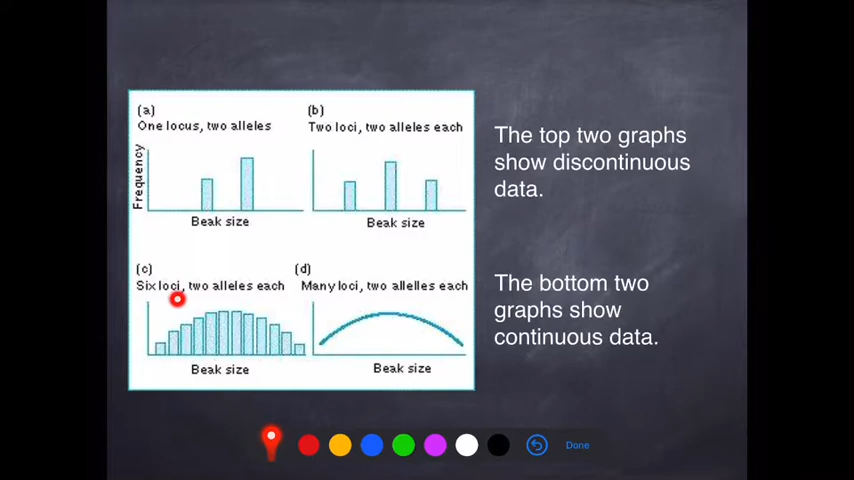 (a)
One locus, two alleles
Frequency
Beak size
(b)
Two loci, two alleles each
Beak size
The top two graphs
show discontinuous
data.
(c)
Six loci, two alleles each
Beak size
(d)
Many loci, two allelles each
Beak size
The bottom two
graphs show
continuous data.
Done